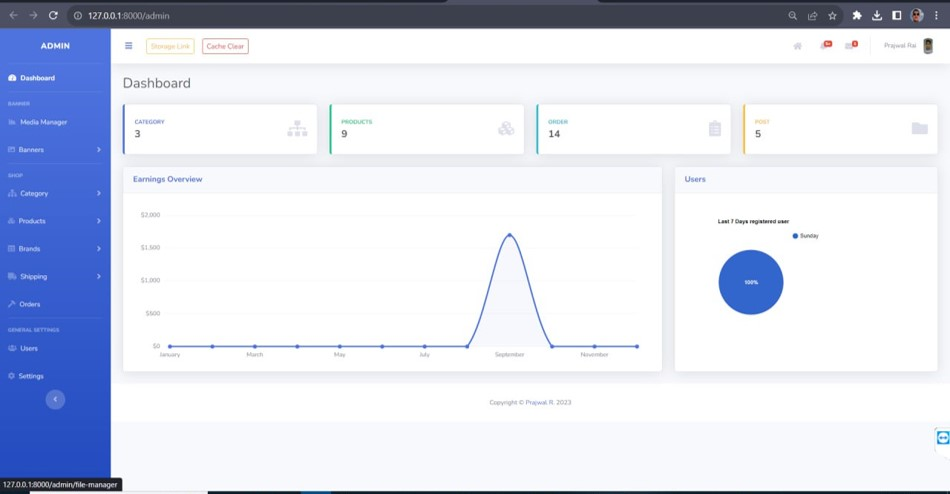 127.0.0.1:8000/admin
ADMIN
Storage Link
Cache Clear
Prajwal Rai
Dashboard
BANNER
Media Manager
Banners
SHOP
Category
Products
Brands
Shipping
Orders
GENERAL SETTINGS
Users
Settings
Dashboard
CATEGORY
3
PRODUCTS
9
ORDER
14
POST
5
Earnings Overview
$2,000
$1,500
$1,000
$500
$0
January
March
May
July
September
November
Users
Last 7 Days registered user
Sunday
100%
Copyright © Prajwal R. 2023
127.0.0.1:8000/admin/file-manager